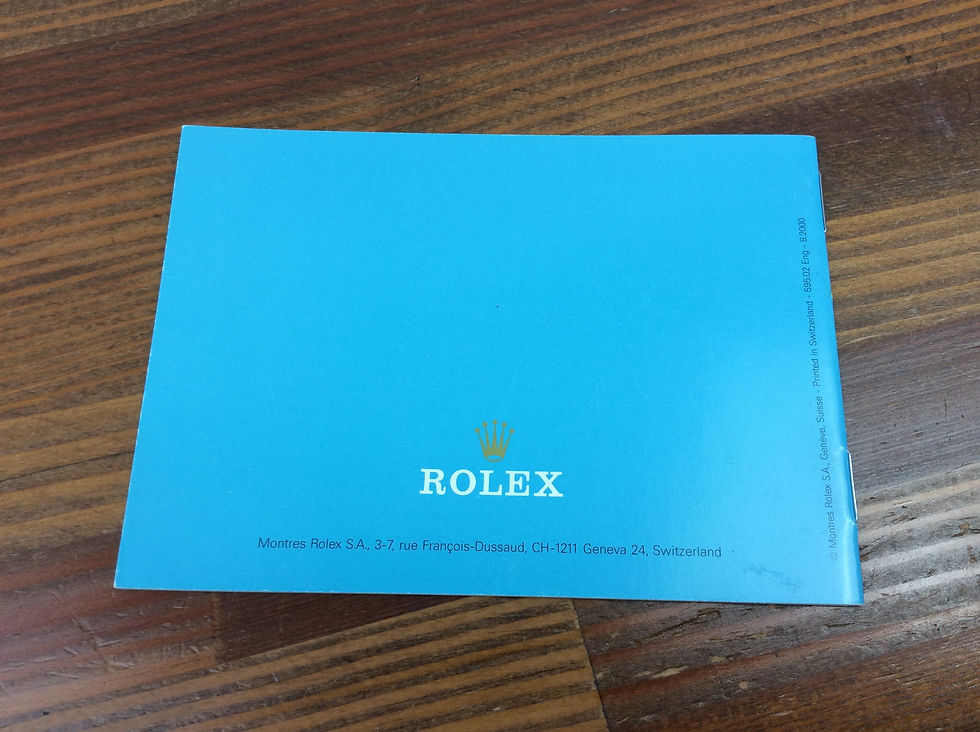 ROLEX
Montres Rolex S.A., 3-7, rue François-Dussaud, CH-1211 Geneva 24, Switzerland
© Montres Rolex S.A., Genève, Suisse - Printed in Switzerland - 595.02 Eng - 8.2000